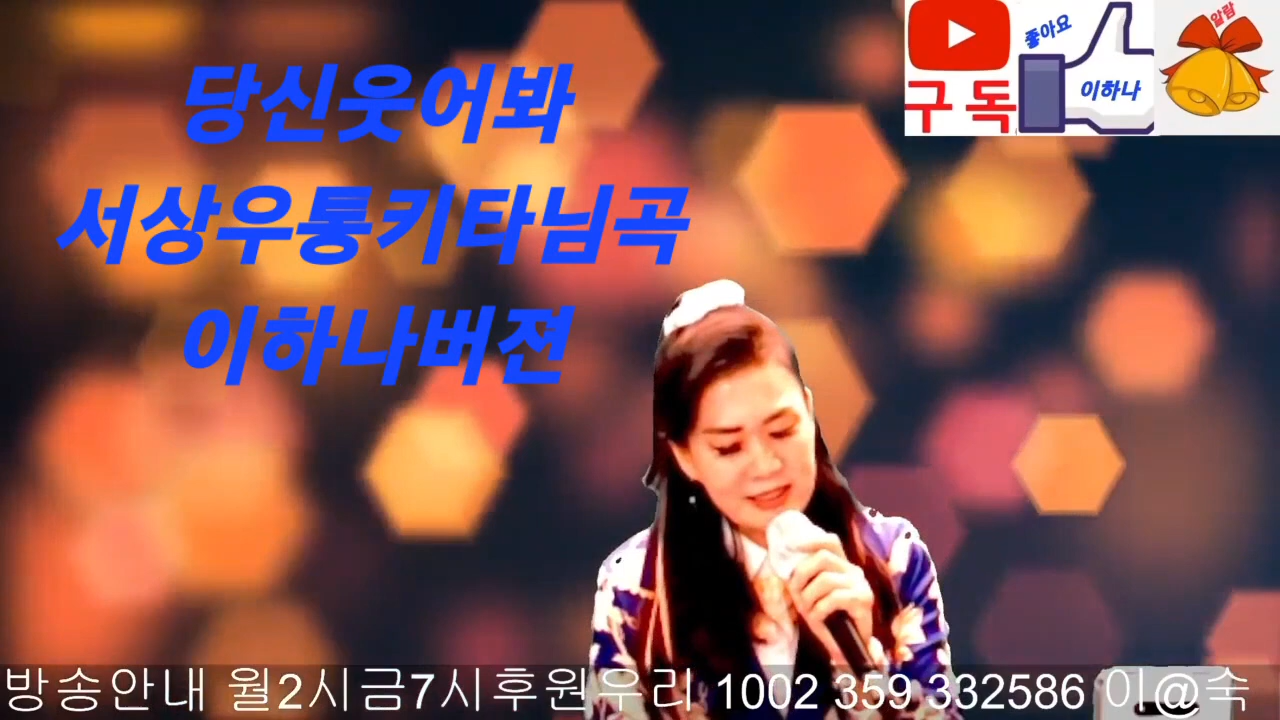 당신웃어봐
서상우통키타님곡
이하나버젼
좋아요
알람
구독
이하나
방송안내 월2시금7시후원우리 1002 359 332586 이@숙